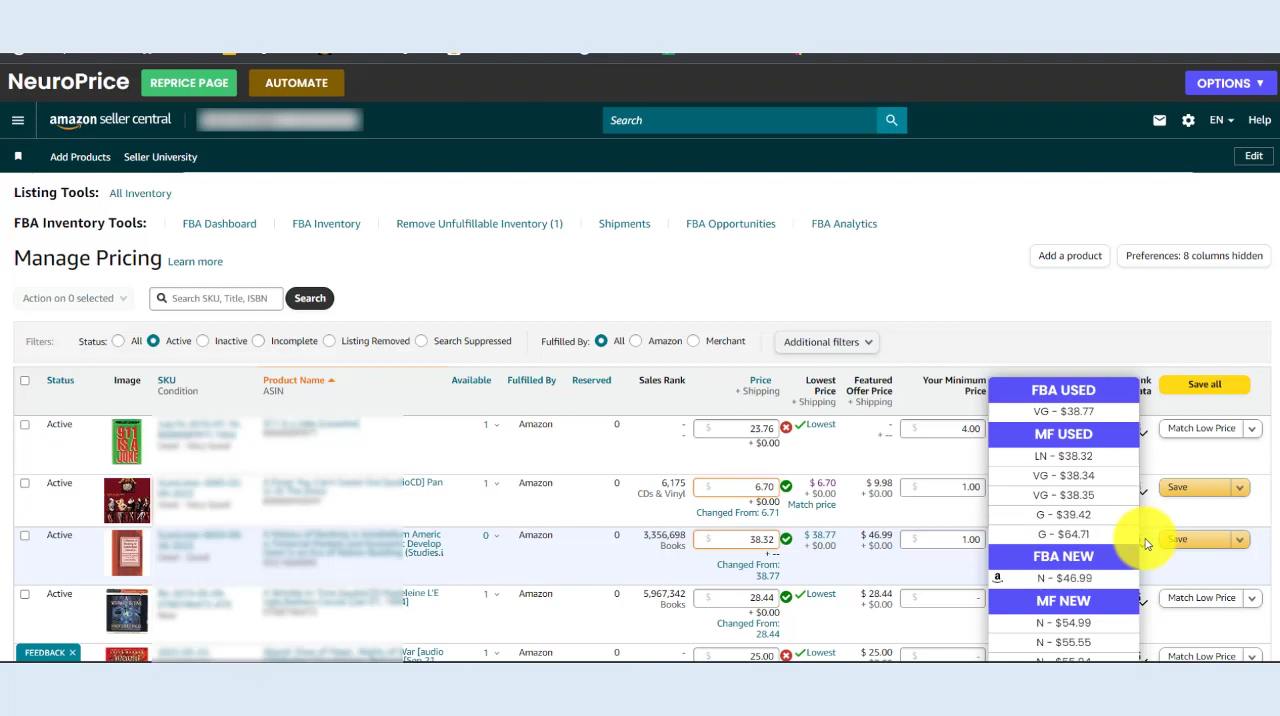 NeuroPrice REPRICE PAGE AUTOMATE OPTIONS ▼
amazon seller central Search EN Help
Add Products Seller University Edit
Listing Tools: All Inventory
FBA Inventory Tools: FBA Dashboard FBA Inventory Remove Unfulfillable Inventory (1) Shipments FBA Opportunities FBA Analytics
Manage Pricing Learn more Add a product Preferences: 8 columns hidden
Action on 0 selected Search SKU, Title, ISBN Search
Filters: Status: All Active Inactive Incomplete Listing Removed Search Suppressed Fulfilled By: All Amazon Merchant Additional filters
Status Image SKU Product Name Available Fulfilled By Reserved Sales Rank Price Lowest Featured Your Minimum FBA USED Save all
Condition ASIN + Shipping Price Offer Price Price
+ Shipping + Shipping
VG - $38.77
Active 1 Amazon 0 - $ 23.76 Lowest - $ 4.00 MF USED Match Low Price
- + $0.00 + --
911 IS A JOKE
LN - $38.32
VG - $38.34
Active CD) Pan 1 Amazon 0 6,175 $ 6.70 $ 6.70 $ 9.98 $ 1.00 VG - $38.35 Save
CDs & Vinyl + $0.00 + $0.00 + $0.00
Changed From: 6.71 Match price
G - $39.42
Active Americ 0 Amazon 0 3,356,698 $ 38.32 $ 38.77 $ 46.99 $ 1.00 G - $64.71 Save
Books + -- + $0.00 + $0.00
Changed From:
38.77
FBA NEW
N - $46.99
Active eleine L'E 1 Amazon 0 5,967,342 $ 28.44 Lowest $ 28.44 $ - MF NEW Match Low Price
Books + $0.00 + $0.00
Changed From:
28.44
N - $54.99
N - $55.55
FEEDBACK × War [audio 1 Amazon 0 $ 25.00 Lowest $ 25.00 $ - Match Low Price